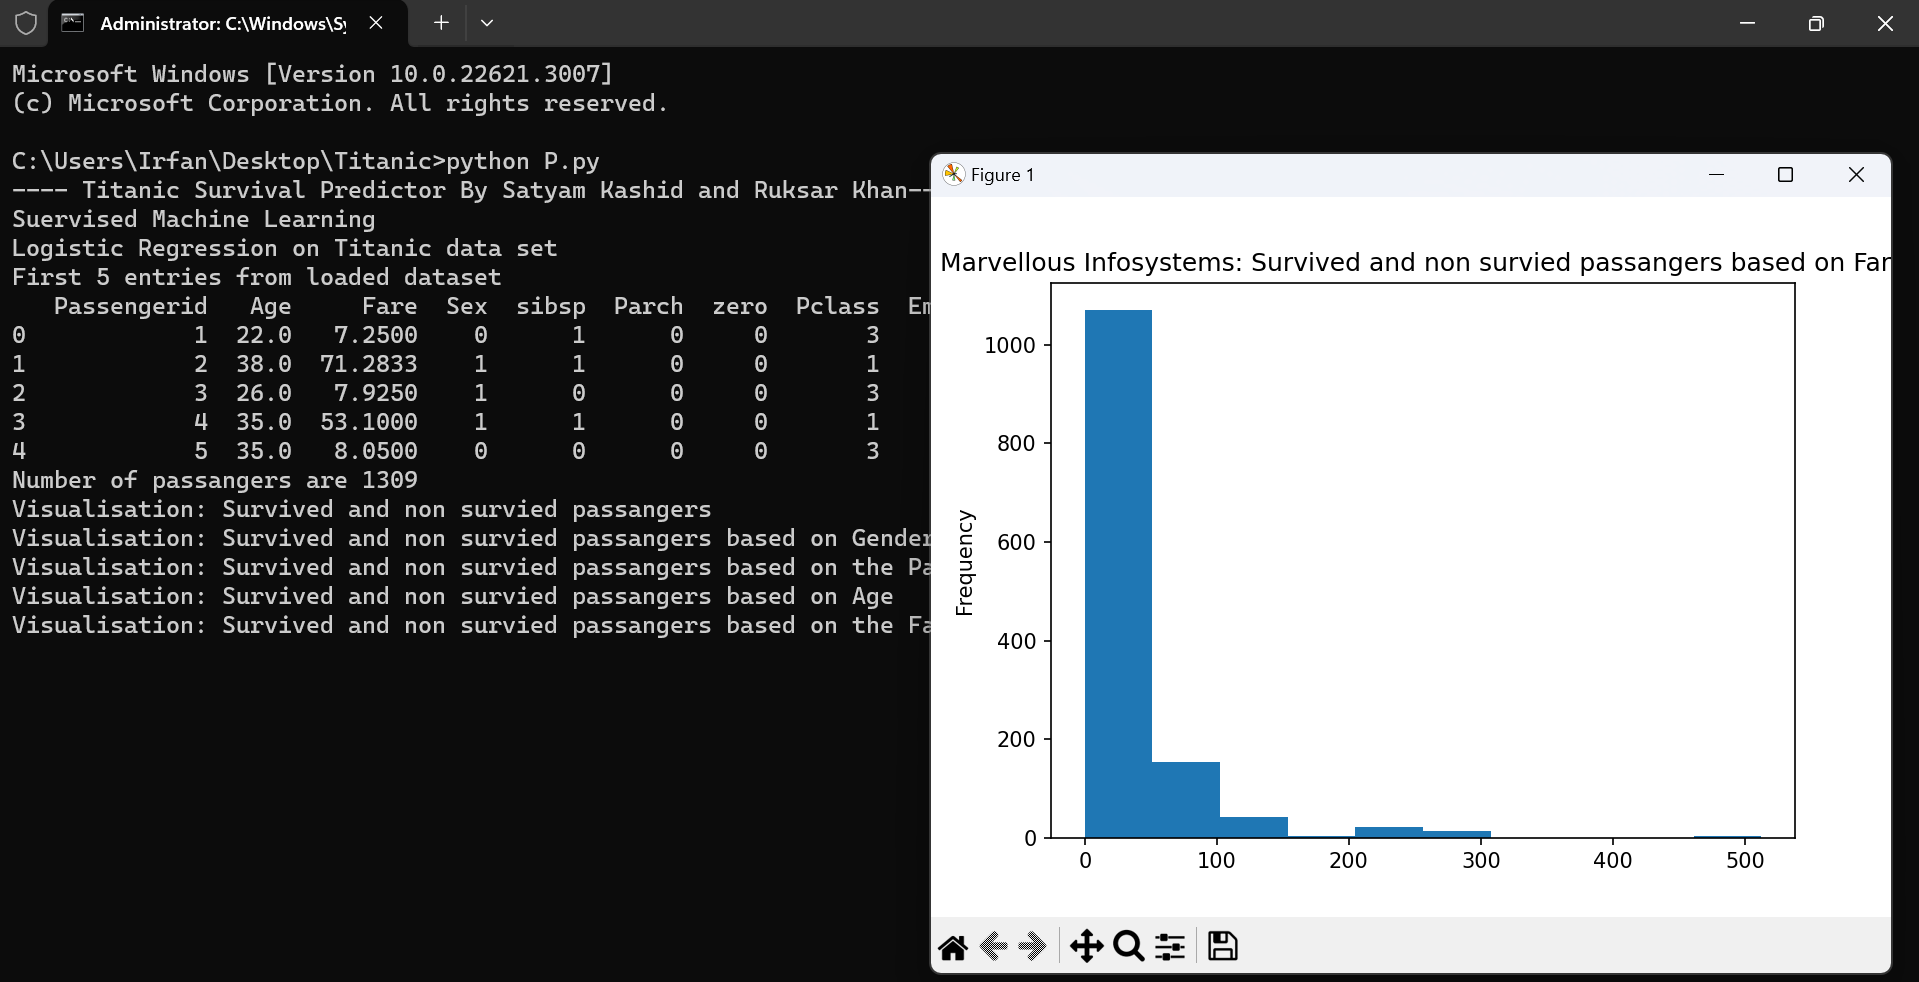 Administrator: C:\Windows\Sy
Microsoft Windows [Version 10.0.22621.3007]
(c) Microsoft Corporation. All rights reserved.
C:\Users\Irfan\Desktop\Titanic>python P.py
---- Titanic Survival Predictor By Satyam Kashid and Ruksar Khan--
Suervised Machine Learning
Logistic Regression on Titanic data set
First 5 entries from loaded dataset
Passengerid Age Fare Sex sibsp Parch zero Pclass Em
0 1 22.0 7.2500 0 1 0 0 3
1 2 38.0 71.2833 1 1 0 0 1
2 3 26.0 7.9250 1 0 0 0 3
3 4 35.0 53.1000 1 1 0 0 1
4 5 35.0 8.0500 0 0 0 0 3
Number of passangers are 1309
Visualisation: Survived and non survied passangers
Visualisation: Survived and non survied passangers based on Gender
Visualisation: Survived and non survied passangers based on the Pa
Visualisation: Survived and non survied passangers based on Age
Visualisation: Survived and non survied passangers based on the Fa
Figure 1
Marvellous Infosystems: Survived and non survied passangers based on Far
Frequency
1000
800
600
400
200
0
0 100 200 300 400 500